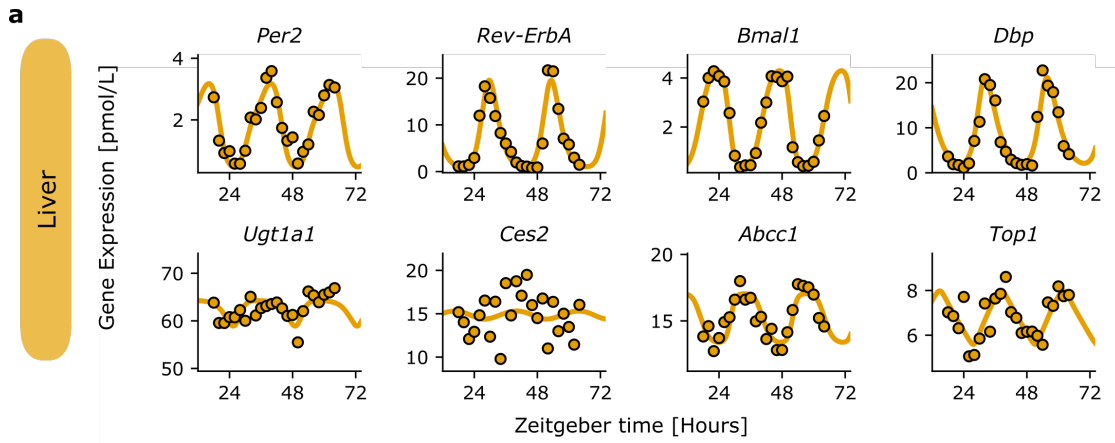 a
Liver
Gene Expression [pmol/L]
Per2
Rev-ErbA
Bmal1
Dbp
4
2
24 48 72
20
10
0
24 48 72
4
2
24 48 72
20
10
0
24 48 72
Ugt1a1
Ces2
Abcc1
Top1
70
60
50
24 48 72
20
15
10
24 48 72
20
15
24 48 72
8
6
24 48 72
Zeitgeber time [Hours]